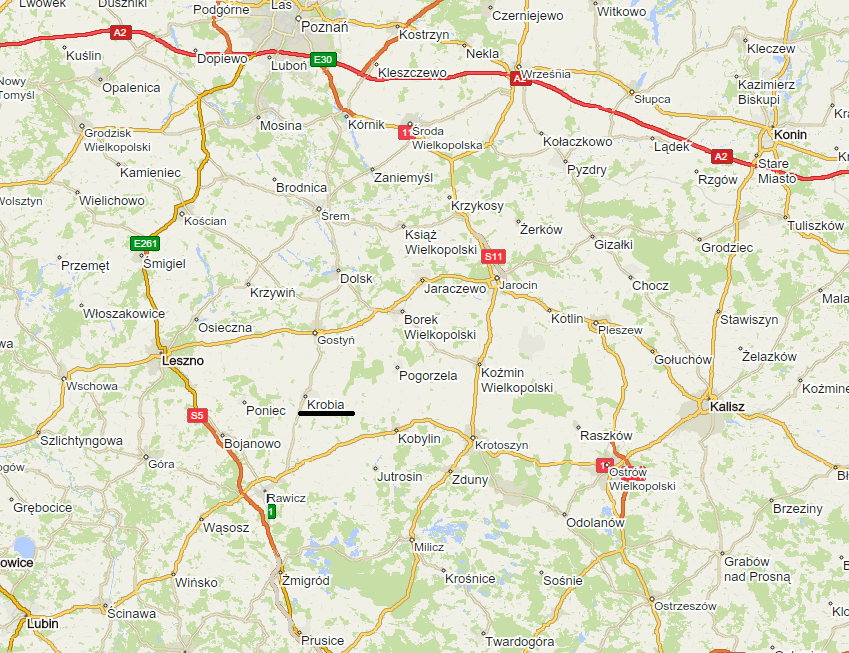 Lwówek
Duszniki
Podgórne
Las
Poznań
Czerniejewo
Witkowo
A2
Kostrzyn
Kuślin
Dopiewo
Luboń
E30
Nekla
Kleczew
Kleszczewo
Września
Nowy
Tomyśl
Opalenica
Słupca
Kazimierz
Biskupi
Mosina
Kórnik
11
Środa
Wielkopolska
Grodzisk
Wielkopolski
Kołaczkowo
Lądek
Konin
A2
Stare
Miasto
Kamieniec
Zaniemyśl
Pyzdry
Rzgów
Brodnica
Wolsztyn
Wielichowo
Krzykosy
Kościan
Śrem
Książ
Wielkopolski
Żerków
Tuliszków
E261
Gizałki
Grodziec
Śmigiel
S11
Przemęt
Dolsk
Jaraczewo
Jarocin
Chocz
Krzywiń
Włoszakowice
Osieczna
Borek
Wielkopolski
Kotlin
Pleszew
Stawiszyn
Gostyń
Leszno
Gołuchów
Żelazków
Pogorzela
Koźmin
Wielkopolski
Wschowa
Krobia
Poniec
Kalisz
S5
Szlichtyngowa
Bojanowo
Kobylin
Krotoszyn
Raszków
Góra
Jutrosin
Zduny
Ostrów
Wielkopolski
Rawicz
Grębocice
Wąsosz
Odolanów
Brzeziny
Milicz
Wińsko
Żmigród
Krośnice
Sośnie
Grabów
nad Prosną
Ścinawa
Ostrzeszów
Lubin
Prusice
Twardogóra